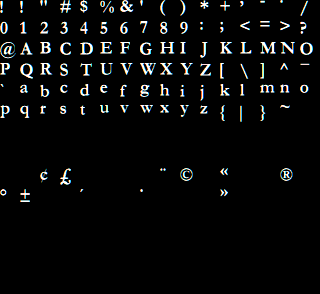 ! ! " # $ % & ' ( ) * + , - . /
0 1 2 3 4 5 6 7 8 9 : ; < = > ?
@ A B C D E F G H I J K L M N O
P Q R S T U V W X Y Z [ \ ] ^ _
` a b c d e f g h i j k l m n o
p q r s t u v w x y z { | } ~
¢ £ ¨ © « ®
° ± ´ · »